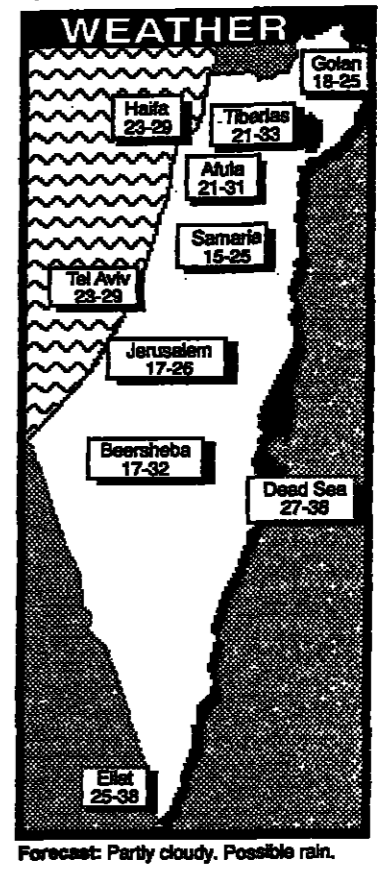 WEATHER
Golan
18-25
Haifa
23-29
Tiberias
21-33
Afula
21-31
Samaria
15-25
Tel Aviv
23-29
Jerusalem
17-26
Beersheba
17-32
Dead Sea
27-38
Eilat
25-38
Forecast: Partly cloudy. Possible rain.